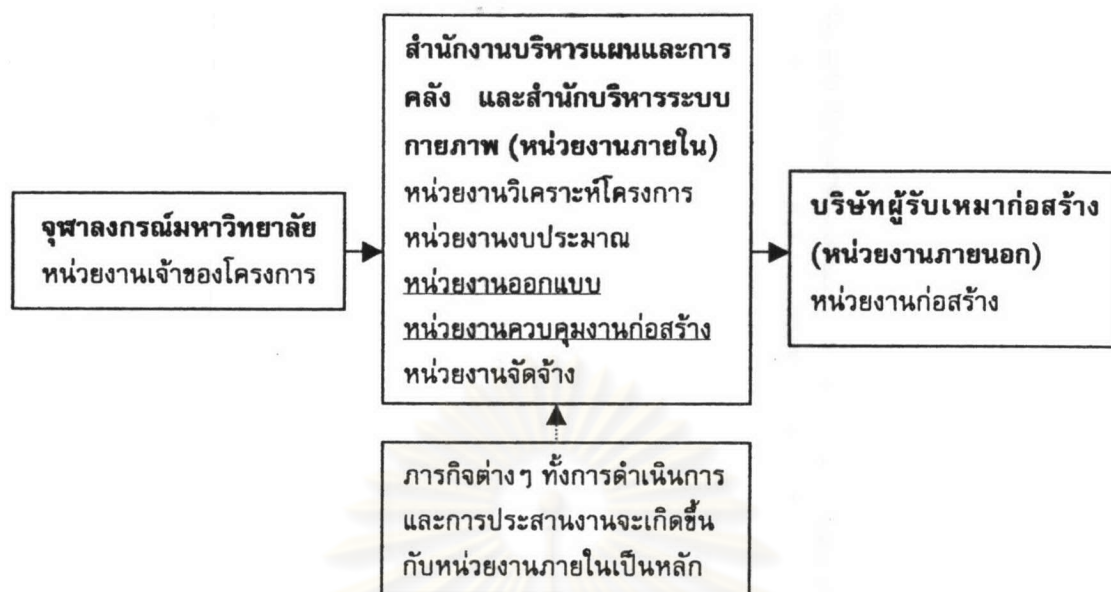 จุฬาลงกรณ์มหาวิทยาลัย
หน่วยงานเจ้าของโครงการ
สำนักงานบริหารแผนและการ
คลัง และสำนักบริหารระบบ
กายภาพ (หน่วยงานภายใน)
หน่วยงานวิเคราะห์โครงการ
หน่วยงานงบประมาณ
หน่วยงานออกแบบ
หน่วยงานควบคุมงานก่อสร้าง
หน่วยงานจัดจ้าง
บริษัทผู้รับเหมาก่อสร้าง
(หน่วยงานภายนอก)
หน่วยงานก่อสร้าง
ภารกิจต่างๆ ทั้งการดำเนินการ
และการประสานงานจะเกิดขึ้น
กับหน่วยงานภายในเป็นหลัก